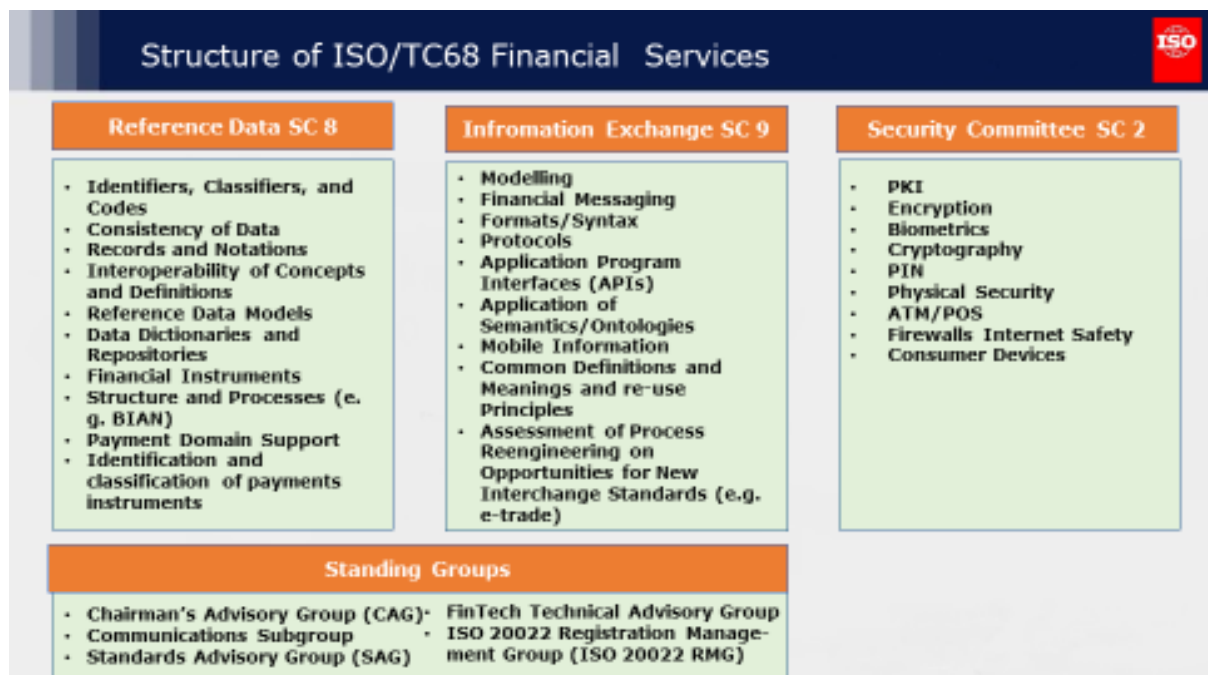 Structure of ISO/TC68 Financial Services
ISO
Reference Data SC 8
• Identifiers, Classifiers, and
Codes
• Consistency of Data
• Records and Notations
• Interoperability of Concepts
and Definitions
• Reference Data Models
• Data Dictionaries and
Repositories
• Financial Instruments
• Structure and Processes (e.
g. BIAN)
• Payment Domain Support
• Identification and
classification of payments
instruments
Infromation Exchange SC 9
• Modelling
• Financial Messaging
• Formats/Syntax
• Protocols
• Application Program
Interfaces (APIs)
• Application of
Semantics/Ontologies
• Mobile Information
• Common Definitions and
Meanings and re-use
Principles
• Assessment of Process
Reengineering on
Opportunities for New
Interchange Standards (e.g.
e-trade)
Security Committee SC 2
• PKI
• Encryption
• Biometrics
• Cryptography
• PIN
• Physical Security
• ATM/POS
• Firewalls Internet Safety
• Consumer Devices
Standing Groups
• Chairman's Advisory Group (CAG)
• Communications Subgroup
• Standards Advisory Group (SAG)
• FinTech Technical Advisory Group
• ISO 20022 Registration Manage-
ment Group (ISO 20022 RMG)